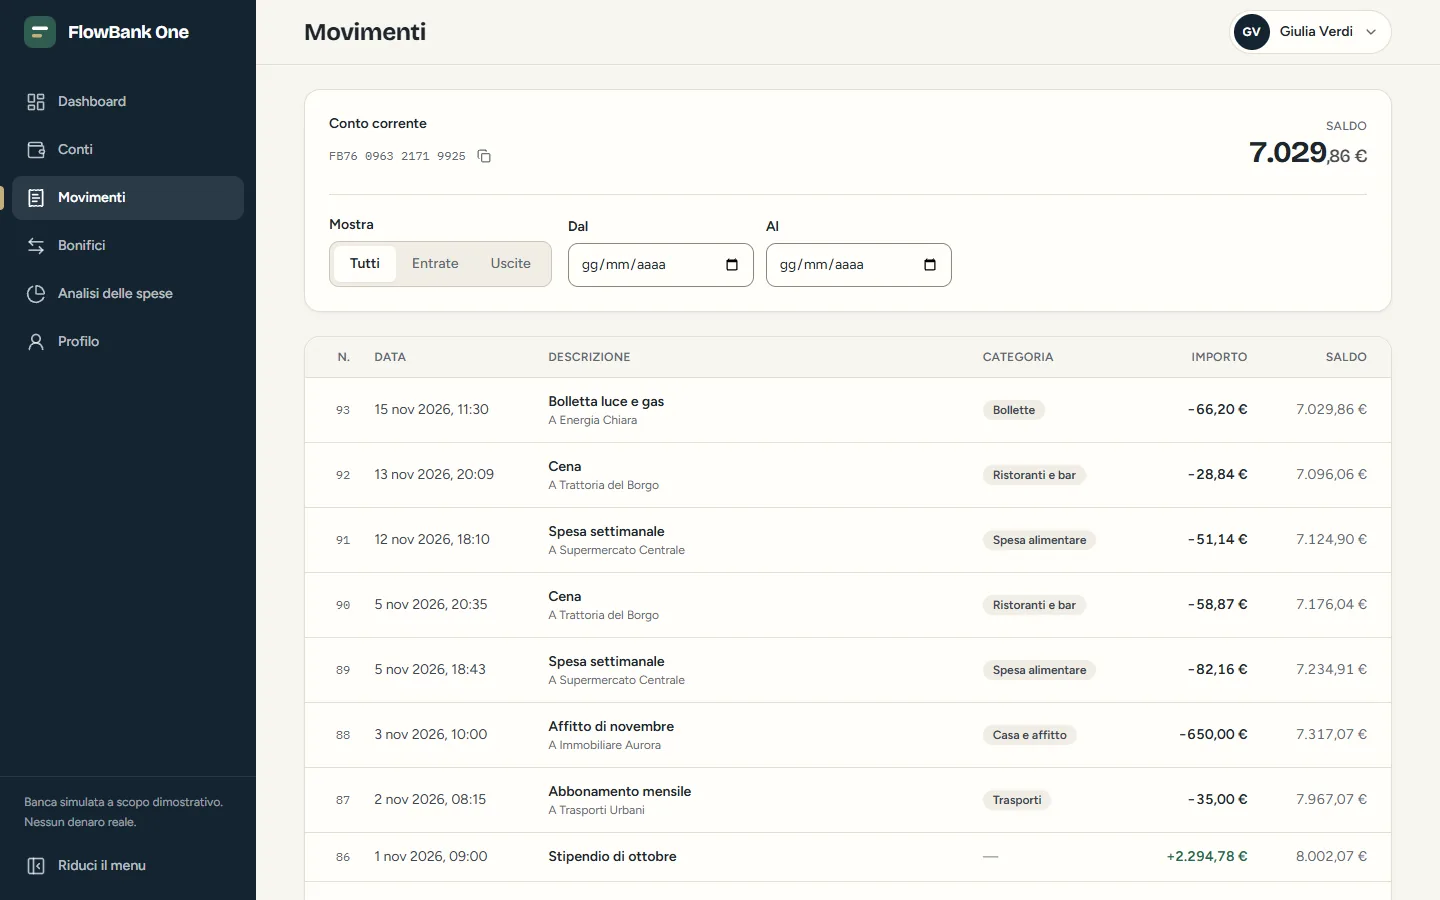 FlowBank One
Dashboard
Conti
Movimenti
Bonifici
Analisi delle spese
Profilo
Banca simulata a scopo dimostrativo.
Nessun denaro reale.
Riduci il menu
Movimenti
GV Giulia Verdi
Conto corrente
FB76 0963 2171 9925
SALDO
7.029,86 €
Mostra
Tutti Entrate Uscite
Dal
gg/mm/aaaa
Al
gg/mm/aaaa
N. DATA DESCRIZIONE CATEGORIA IMPORTO SALDO
93 15 nov 2026, 11:30 Bolletta luce e gas Bollette -66,20 € 7.029,86 €
A Energia Chiara
92 13 nov 2026, 20:09 Cena Ristoranti e bar -28,84 € 7.096,06 €
A Trattoria del Borgo
91 12 nov 2026, 18:10 Spesa settimanale Spesa alimentare -51,14 € 7.124,90 €
A Supermercato Centrale
90 5 nov 2026, 20:35 Cena Ristoranti e bar -58,87 € 7.176,04 €
A Trattoria del Borgo
89 5 nov 2026, 18:43 Spesa settimanale Spesa alimentare -82,16 € 7.234,91 €
A Supermercato Centrale
88 3 nov 2026, 10:00 Affitto di novembre Casa e affitto -650,00 € 7.317,07 €
A Immobiliare Aurora
87 2 nov 2026, 08:15 Abbonamento mensile Trasporti -35,00 € 7.967,07 €
A Trasporti Urbani
86 1 nov 2026, 09:00 Stipendio di ottobre — +2.294,78 € 8.002,07 €